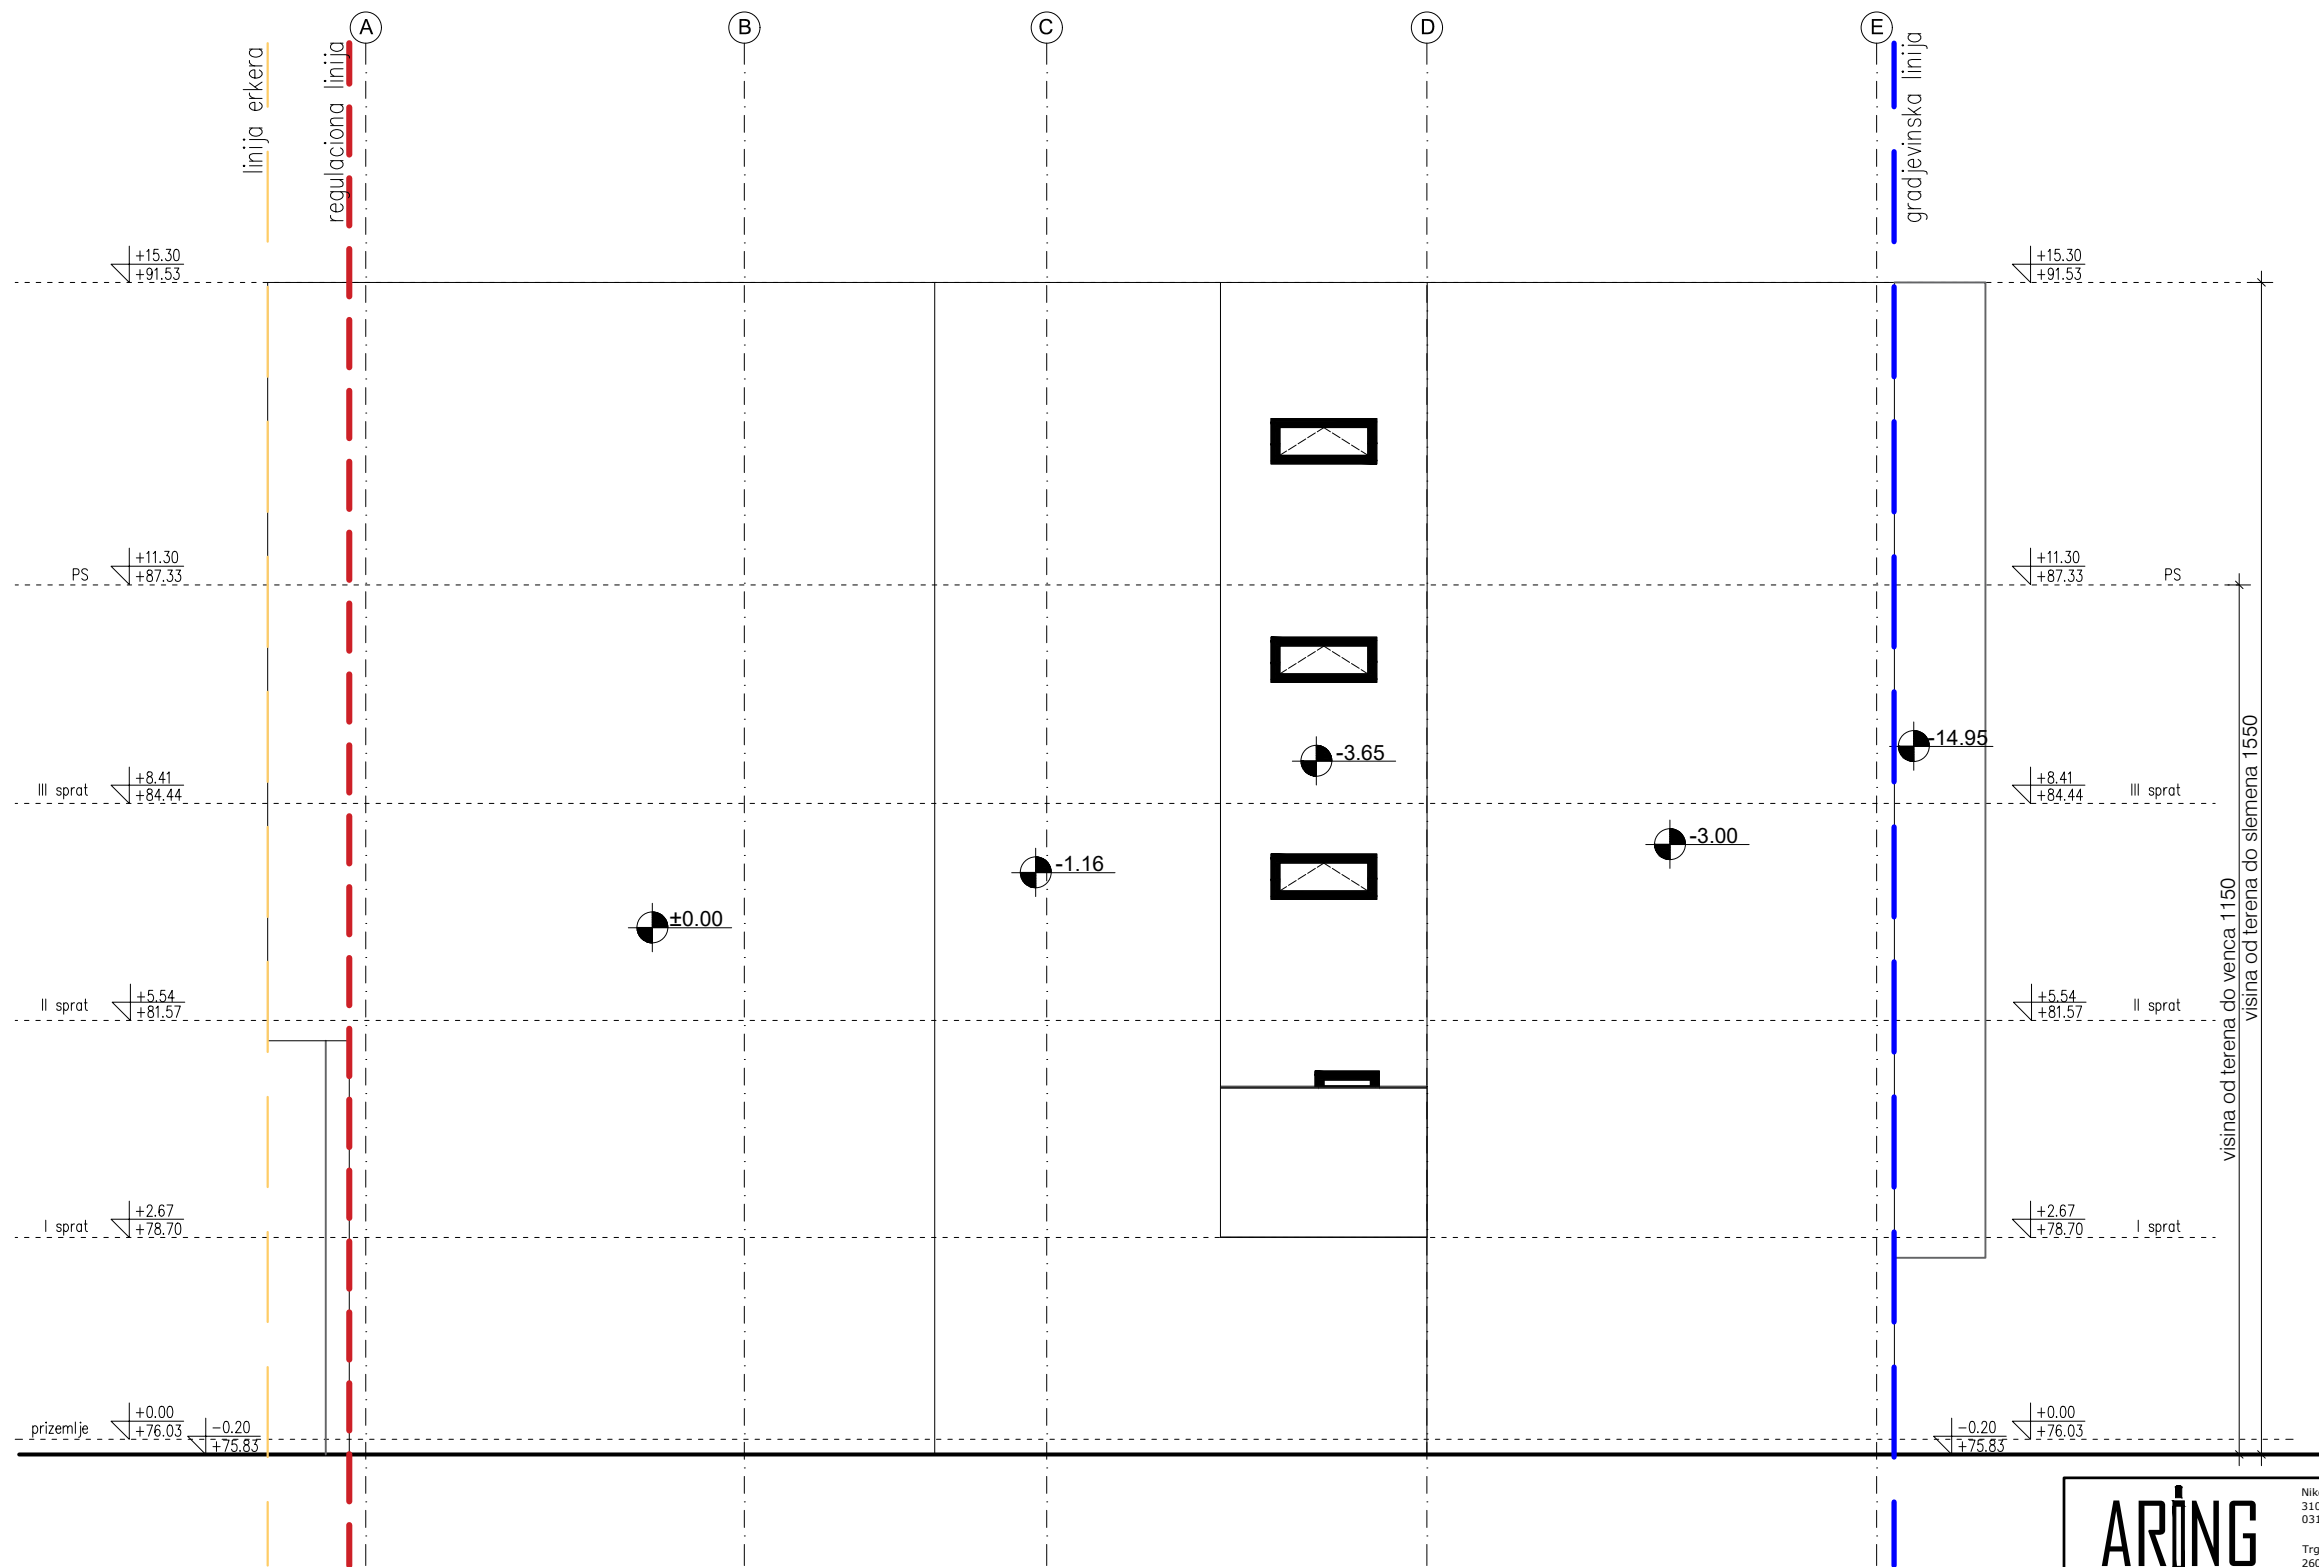 A
B
C
D
E
linija erkera
regulaciona linija
gradjevinska linija
+15.30
+91.53
+15.30
+91.53
PS
+11.30
+87.33
+11.30
+87.33
PS
-14.95
-3.65
III sprat
+8.41
+84.44
+8.41
+84.44
III sprat
-3.00
-1.16
±0.00
II sprat
+5.54
+81.57
+5.54
+81.57
II sprat
visina od terena do venca 1150
visina od terena do slemena 1550
I sprat
+2.67
+78.70
+2.67
+78.70
I sprat
prizemlje
+0.00
+76.03
-0.20
+75.83
-0.20
+75.83
+0.00
+76.03
ARING
Nik
310
031
Trg
260